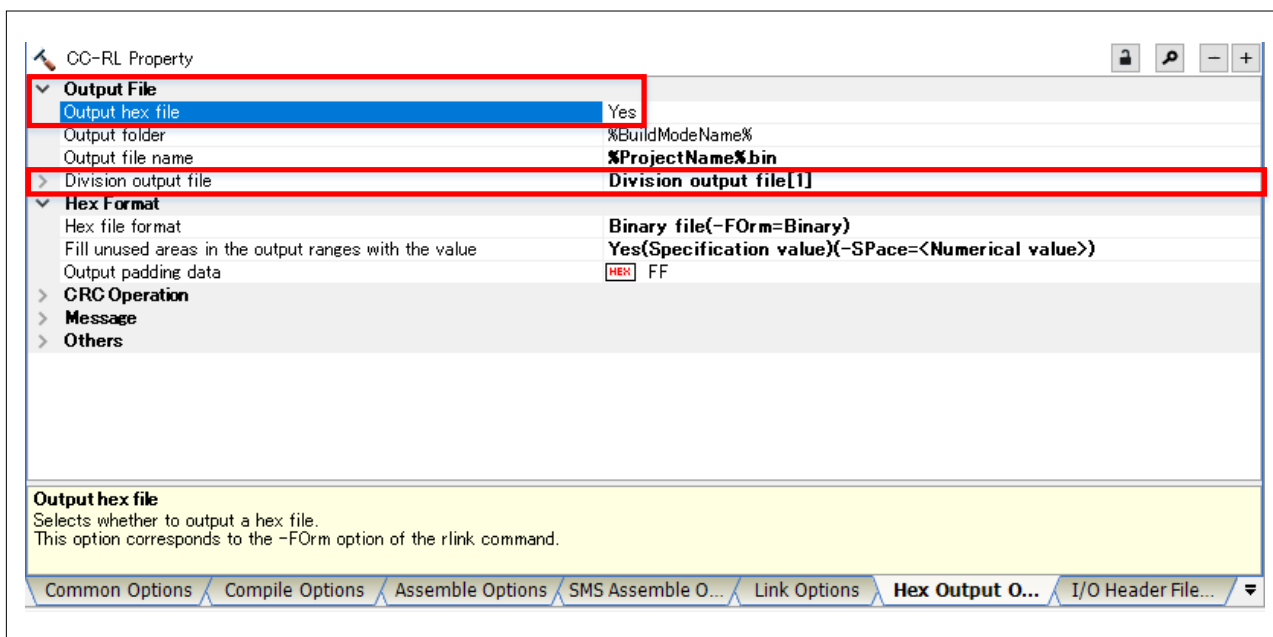 CC-RL Property
Output File
Output hex file Yes
Output folder %BuildModeName%
Output file name %ProjectName%.bin
Division output file Division output file[1]
Hex Format
Hex file format Binary file(-FOrm=Binary)
Fill unused areas in the output ranges with the value Yes(Specification value)(-SPace=<Numerical value>)
Output padding data HEX FF
CRC Operation
Message
Others
Output hex file
Selects whether to output a hex file.
This option corresponds to the -FOrm option of the rlink command.
Common Options Compile Options Assemble Options SMS Assemble O... Link Options Hex Output O... I/O Header File...